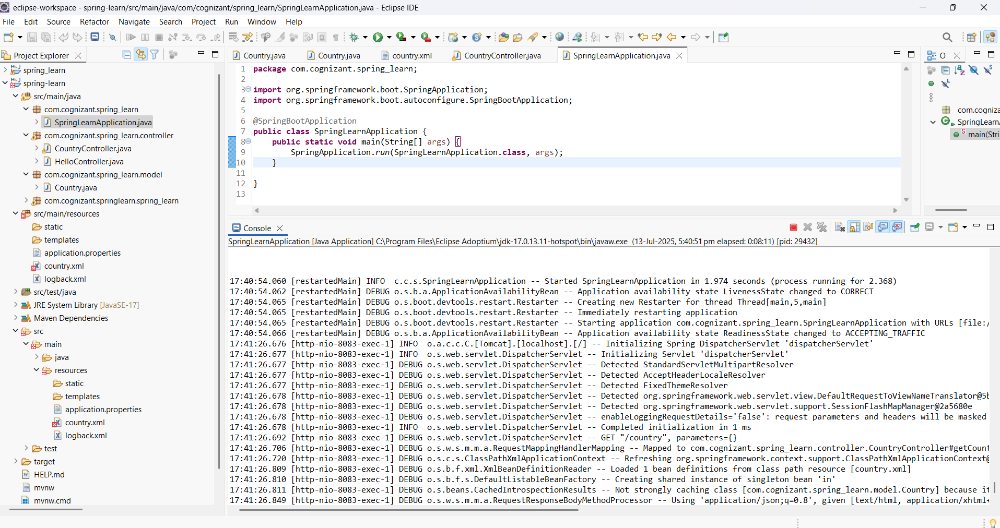 eclipse-workspace - spring-learn/src/main/java/com/cognizant/spring_learn/SpringLearnApplication.java - Eclipse IDE
File Edit Source Refactor Navigate Search Project Run Window Help
Project Explorer
spring_learn
spring-learn
src/main/java
com.cognizant.spring_learn
SpringLearnApplication.java
com.cognizant.spring_learn.controller
CountryController.java
HelloController.java
com.cognizant.spring_learn.model
Country.java
com.cognizant.springlearn.spring_learn
src/main/resources
static
templates
application.properties
country.xml
logback.xml
src/test/java
JRE System Library [JavaSE-17]
Maven Dependencies
src
main
java
resources
static
templates
application.properties
country.xml
logback.xml
test
target
HELP.md
mvnw
mvnw.cmd
Country.java Country.java country.xml CountryController.java SpringLearnApplication.java
1 package com.cognizant.spring_learn;
2
3 import org.springframework.boot.SpringApplication;
4 import org.springframework.boot.autoconfigure.SpringBootApplication;
5
6 @SpringBootApplication
7 public class SpringLearnApplication {
8 public static void main(String[] args) {
9 SpringApplication.run(SpringLearnApplication.class, args);
10 }
11
12 }
13
O
com.cogniza
SpringLearn
main(Stri
Console
SpringLearnApplication [Java Application] C:\Program Files\Eclipse Adoptium\jdk-17.0.13.11-hotspot\bin\javaw.exe (13-Jul-2025, 5:40:51 pm elapsed: 0:08:11) [pid: 29432]
17:40:54.060 [restartedMain] INFO c.c.s.SpringLearnApplication -- Started SpringLearnApplication in 1.974 seconds (process running for 2.368)
17:40:54.062 [restartedMain] DEBUG o.s.b.a.ApplicationAvailabilityBean -- Application availability state LivenessState changed to CORRECT
17:40:54.065 [restartedMain] DEBUG o.s.boot.devtools.restart.Restarter -- Creating new Restarter for thread Thread[main,5,main]
17:40:54.065 [restartedMain] DEBUG o.s.boot.devtools.restart.Restarter -- Immediately restarting application
17:40:54.065 [restartedMain] DEBUG o.s.boot.devtools.restart.Restarter -- Starting application com.cognizant.spring_learn.SpringLearnApplication with URLs [file:/
17:40:54.066 [restartedMain] DEBUG o.s.b.a.ApplicationAvailabilityBean -- Application availability state ReadinessState changed to ACCEPTING_TRAFFIC
17:41:26.676 [http-nio-8083-exec-1] INFO o.a.c.c.C.[Tomcat].[localhost].[/] -- Initializing Spring DispatcherServlet 'dispatcherServlet'
17:41:26.677 [http-nio-8083-exec-1] INFO o.s.web.servlet.DispatcherServlet -- Initializing Servlet 'dispatcherServlet'
17:41:26.677 [http-nio-8083-exec-1] DEBUG o.s.web.servlet.DispatcherServlet -- Detected StandardServletMultipartResolver
17:41:26.677 [http-nio-8083-exec-1] DEBUG o.s.web.servlet.DispatcherServlet -- Detected AcceptHeaderLocaleResolver
17:41:26.677 [http-nio-8083-exec-1] DEBUG o.s.web.servlet.DispatcherServlet -- Detected FixedThemeResolver
17:41:26.678 [http-nio-8083-exec-1] DEBUG o.s.web.servlet.DispatcherServlet -- Detected org.springframework.web.servlet.view.DefaultRequestToViewNameTranslator@5b
17:41:26.678 [http-nio-8083-exec-1] DEBUG o.s.web.servlet.DispatcherServlet -- Detected org.springframework.web.servlet.support.SessionFlashMapManager@2a5680e
17:41:26.678 [http-nio-8083-exec-1] DEBUG o.s.web.servlet.DispatcherServlet -- enableLoggingRequestDetails='false': request parameters and headers will be masked
17:41:26.678 [http-nio-8083-exec-1] INFO o.s.web.servlet.DispatcherServlet -- Completed initialization in 1 ms
17:41:26.692 [http-nio-8083-exec-1] DEBUG o.s.web.servlet.DispatcherServlet -- GET "/country", parameters={}
17:41:26.706 [http-nio-8083-exec-1] DEBUG o.s.w.s.m.m.a.RequestMappingHandlerMapping -- Mapped to com.cognizant.spring_learn.controller.CountryController#getCount
17:41:26.720 [http-nio-8083-exec-1] DEBUG o.s.c.s.ClassPathXmlApplicationContext -- Refreshing org.springframework.context.support.ClassPathXmlApplicationContext@
17:41:26.809 [http-nio-8083-exec-1] DEBUG o.s.b.f.xml.XmlBeanDefinitionReader -- Loaded 1 bean definitions from class path resource [country.xml]
17:41:26.810 [http-nio-8083-exec-1] DEBUG o.s.b.f.s.DefaultListableBeanFactory -- Creating shared instance of singleton bean 'in'
17:41:26.811 [http-nio-8083-exec-1] DEBUG o.s.beans.CachedIntrospectionResults -- Not strongly caching class [com.cognizant.spring_learn.model.Country] because it
17:41:26.849 [http-nio-8083-exec-1] DEBUG o.s.w.s.m.m.a.RequestResponseBodyMethodProcessor -- Using 'application/json;q=0.8', given [text/html, application/xhtml+